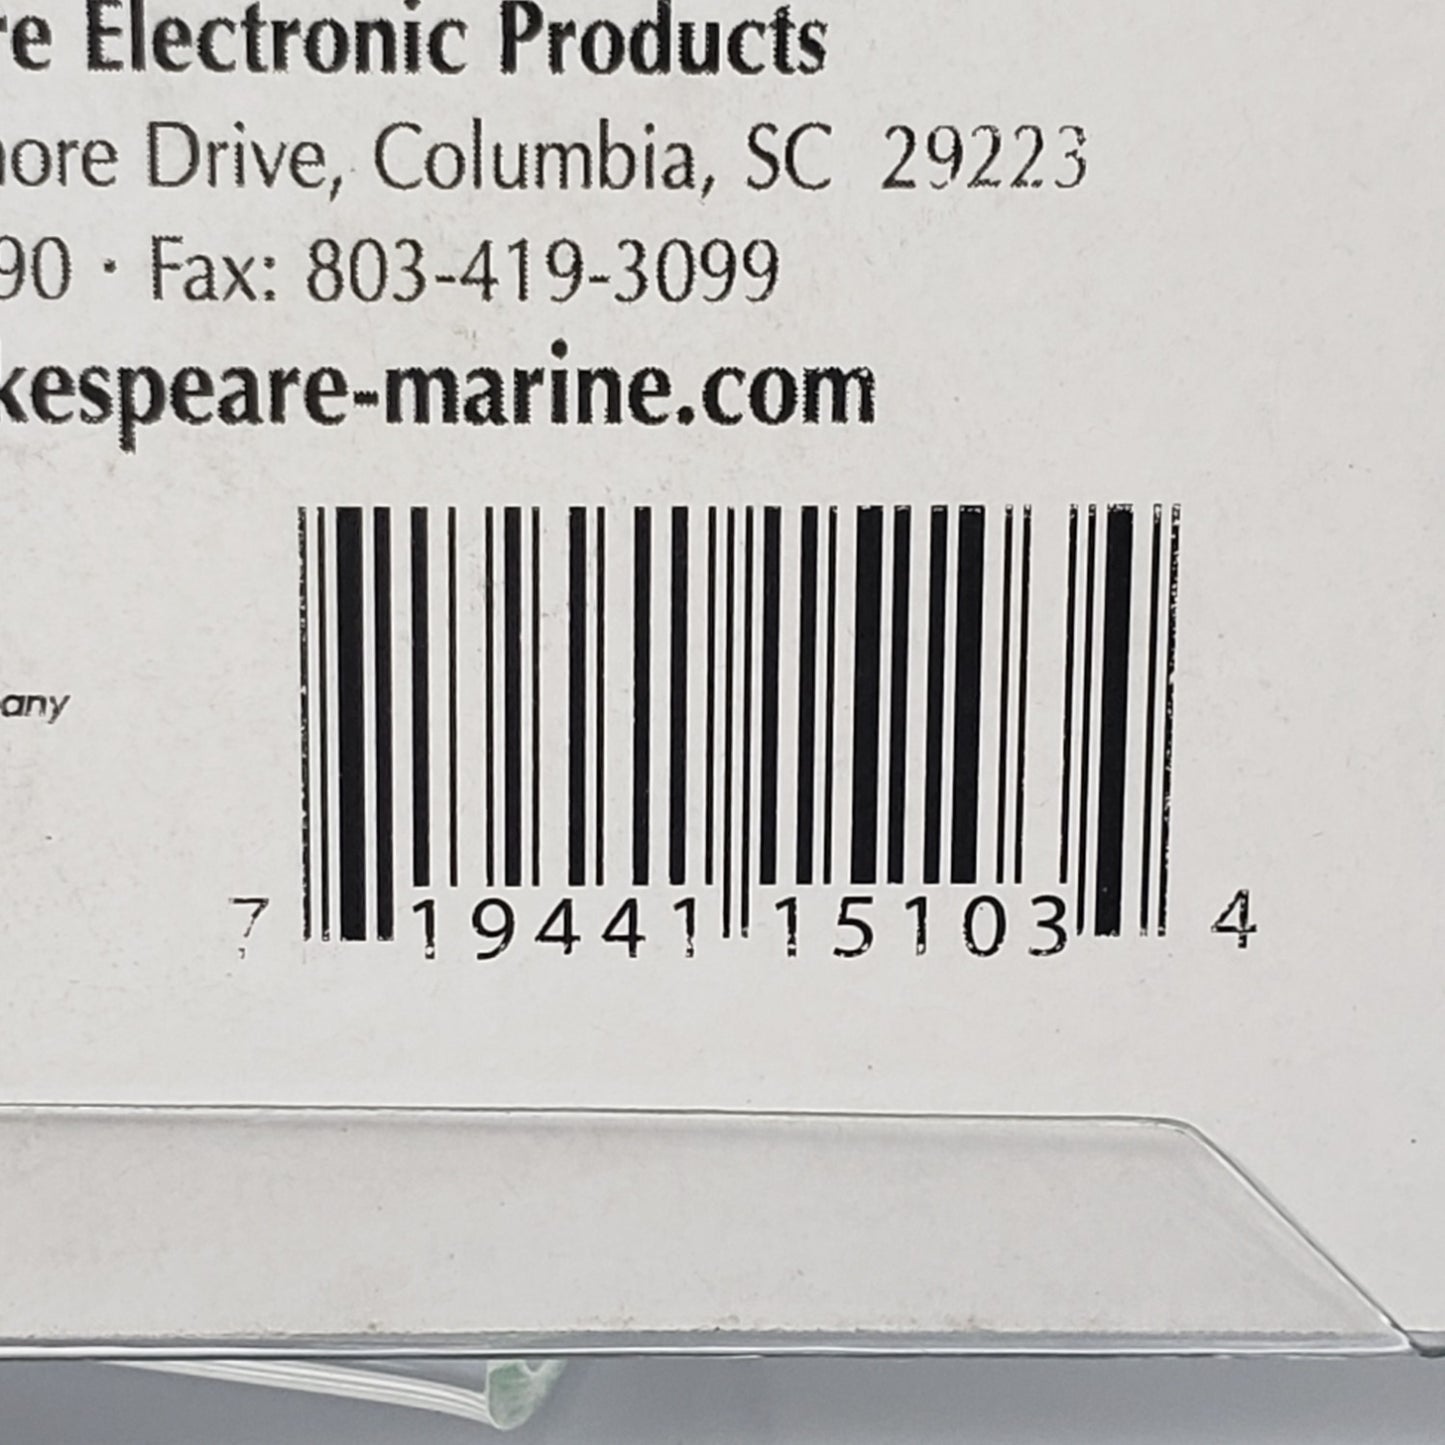 re Electronic Products
ore Drive, Columbia, SC 29223
90 · Fax: 803-419-3099
kespeare-marine.com
any
7 19441 15103 4